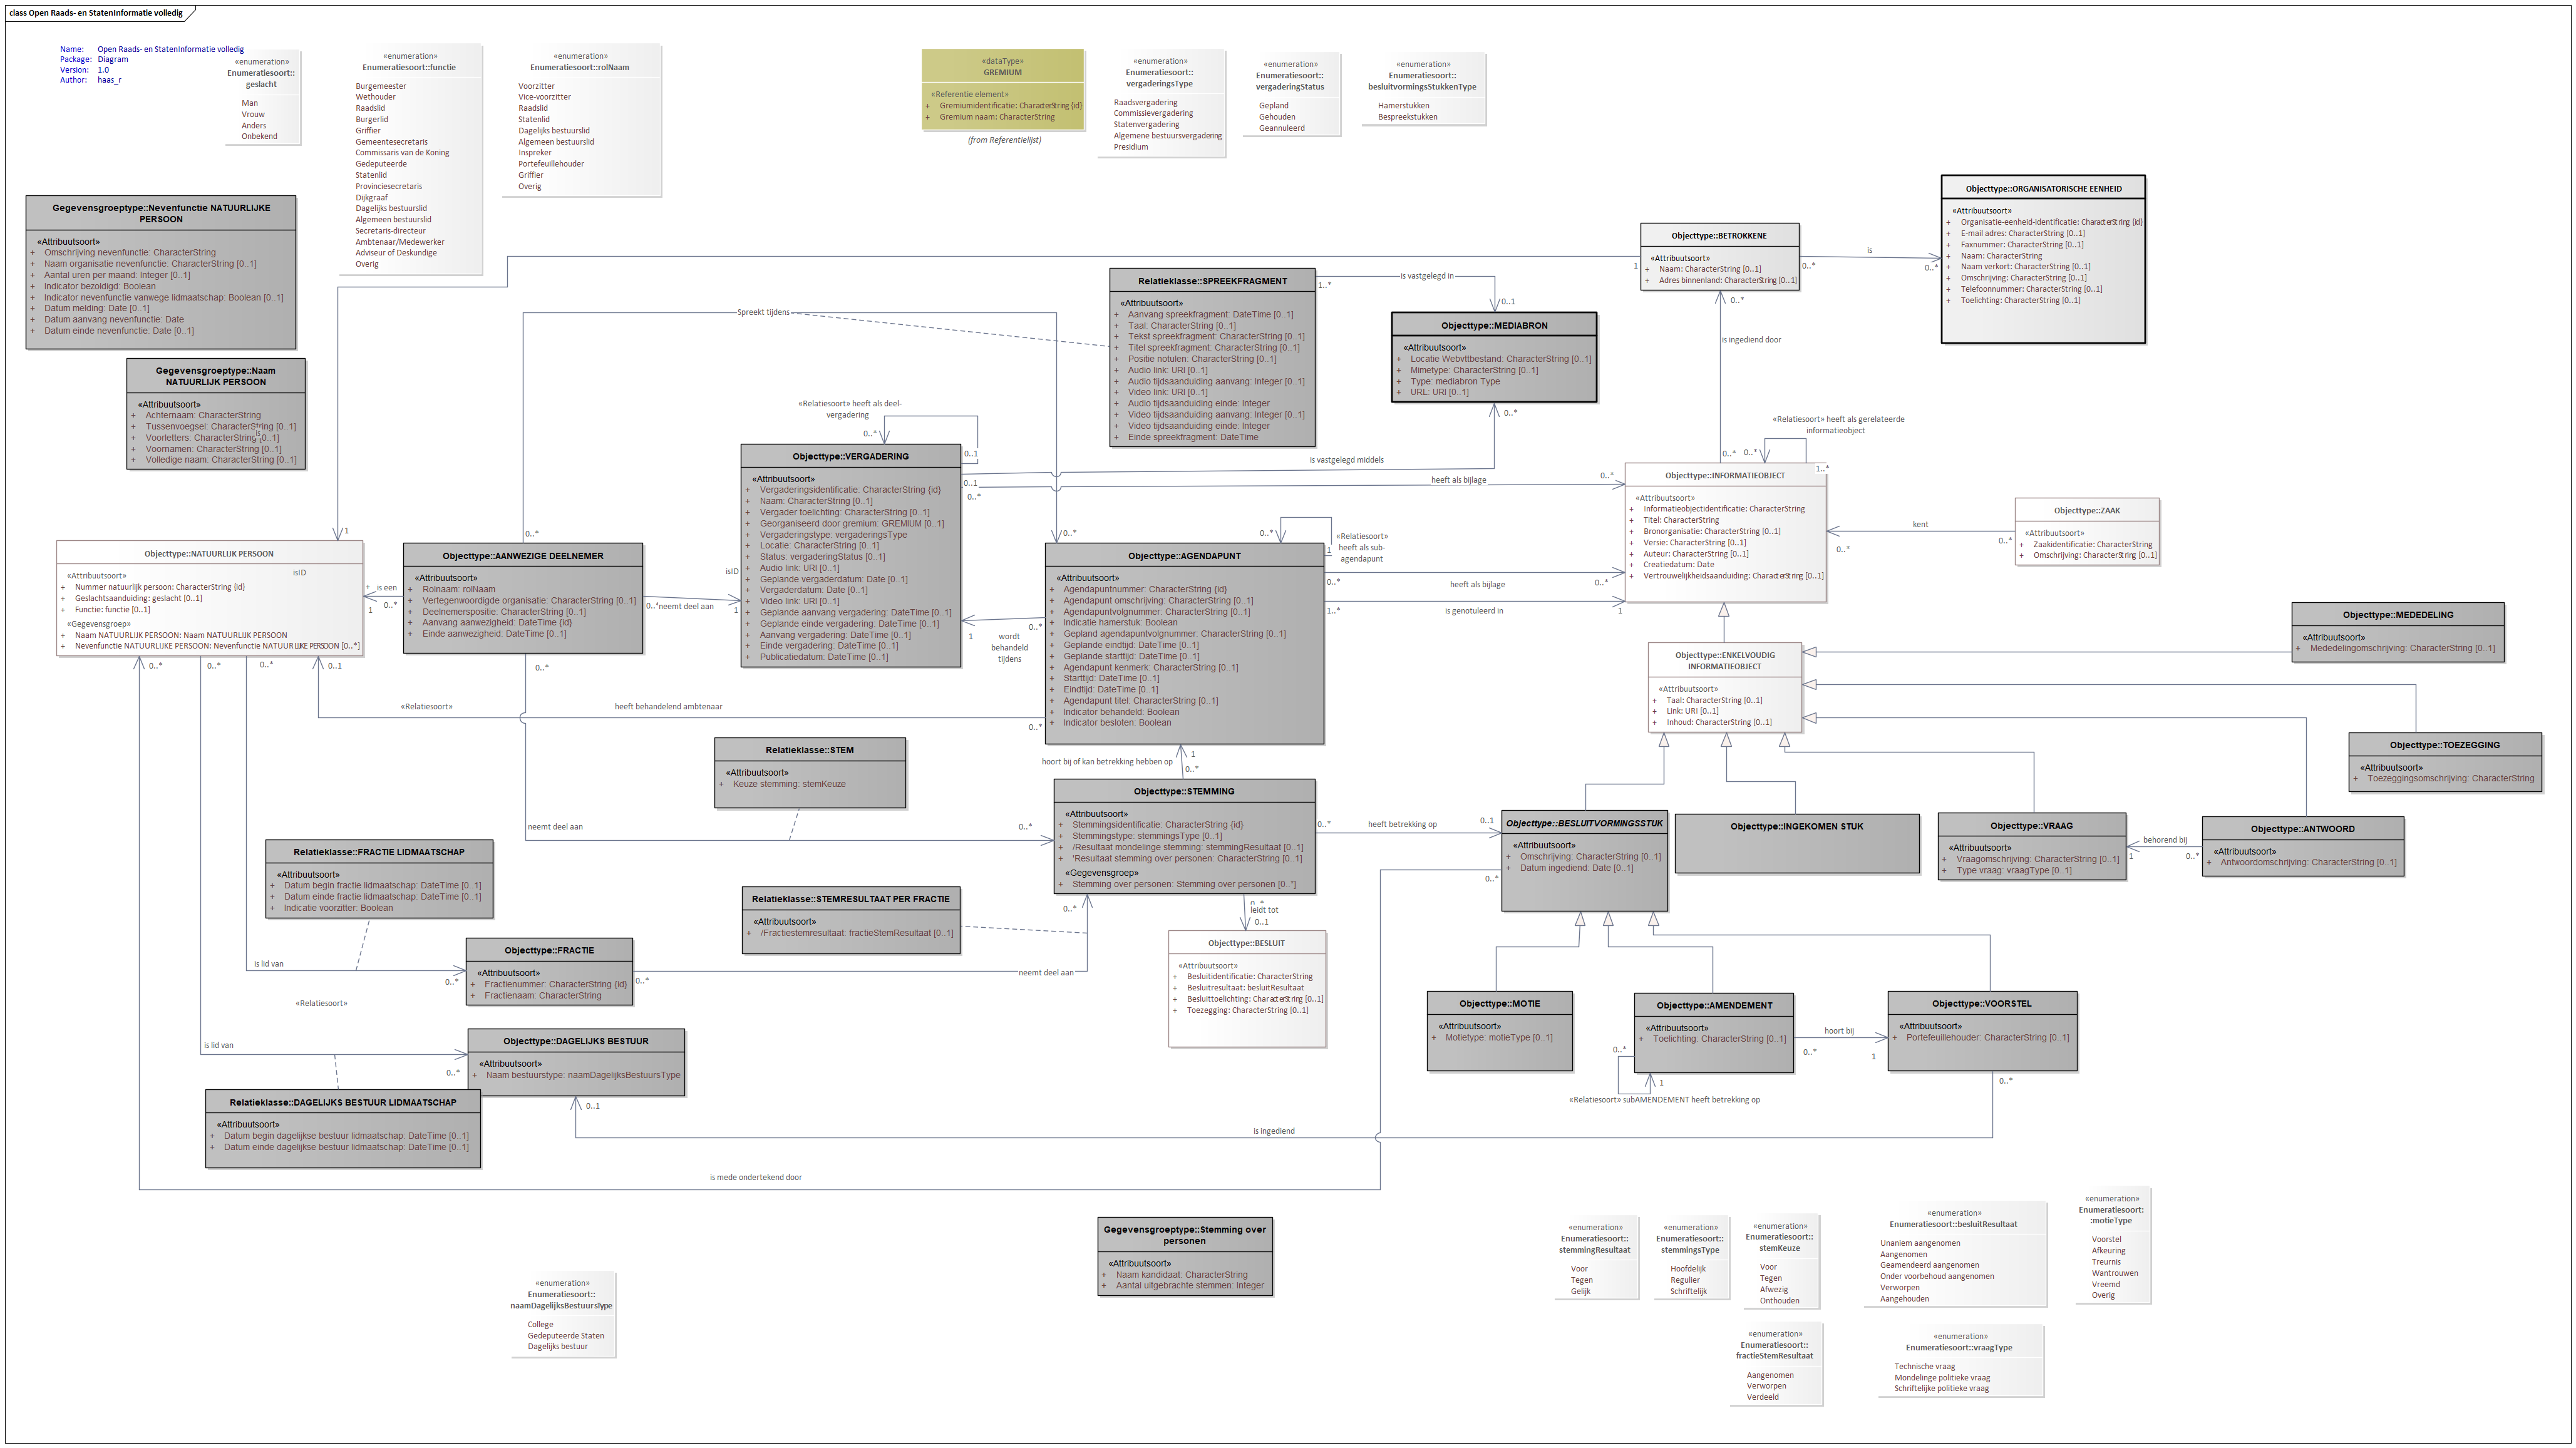 class Open Raads- en StatenInformatie volledig
Name: Open Raads- en StatenInformatie volledig
Package: Diagram
Version: 1.0
Author: haas_r
«enumeration»
Enumeratiesoort::
geslacht
Man
Vrouw
Anders
Onbekend
«enumeration»
Enumeratiesoort::functie
Burgemeester
Wethouder
Raadslid
Burgerlid
Griffier
Gemeentesecretaris
Commissaris van de Koning
Gedeputeerde
Statenlid
Provinciesecretaris
Dijkgraaf
Dagelijks bestuurslid
Algemeen bestuurslid
Secretaris-directeur
Ambtenaar/Medewerker
Adviseur of Deskundige
Overig
«enumeration»
Enumeratiesoort::rolNaam
Voorzitter
Vice-voorzitter
Raadslid
Statenlid
Dagelijks bestuurslid
Algemeen bestuurslid
Inspreker
Portefeuillehouder
Griffier
Overig
«dataType»
GREMIUM
«Referentie element»
+ Gremiumidentificatie: CharacterString {id}
+ Gremium naam: CharacterString
(from Referentielijst)
«enumeration»
Enumeratiesoort::
vergaderingsType
Raadsvergadering
Commissievergadering
Statenvergadering
Algemene bestuursvergadering
Presidium
«enumeration»
Enumeratiesoort::
vergaderingStatus
Gepland
Gehouden
Geannuleerd
«enumeration»
Enumeratiesoort::
besluitvormingsStukkenType
Hamerstukken
Bespreekstukken
Gegevensgroeptype::Nevenfunctie NATUURLIJKE
PERSOON
«Attribuutsoort»
+ Omschrijving nevenfunctie: CharacterString
+ Naam organisatie nevenfunctie: CharacterString [0..1]
+ Aantal uren per maand: Integer [0..1]
+ Indicator bezoldigd: Boolean
+ Indicator nevenfunctie vanwege lidmaatschap: Boolean [0..1]
+ Datum melding: Date [0..1]
+ Datum aanvang nevenfunctie: Date
+ Datum einde nevenfunctie: Date [0..1]
Gegevensgroeptype::Naam
NATUURLIJK PERSOON
«Attribuutsoort»
+ Achternaam: CharacterString
+ Tussenvoegsel: CharacterString [0..1]
+ Voorletters: CharacterString [0..1]
+ Voornamen: CharacterString [0..1]
+ Volledige naam: CharacterString [0..1]
is
Objecttype::BETROKKENE
«Attribuutsoort»
+ Naam: CharacterString [0..1]
+ Adres binnenland: CharacterString [0..1]
1
0..*
is
0..*
Objecttype::ORGANISATORISCHE EENHEID
«Attribuutsoort»
+ Organisatie-eenheid-identificatie: CharacterString {id}
+ E-mail adres: CharacterString [0..1]
+ Faxnummer: CharacterString [0..1]
+ Naam: CharacterString
+ Naam verkort: CharacterString [0..1]
+ Omschrijving: CharacterString [0..1]
+ Telefoonnummer: CharacterString [0..1]
+ Toelichting: CharacterString [0..1]
Relatieklasse::SPREEKFRAGMENT
«Attribuutsoort»
+ Aanvang spreekfragment: DateTime [0..1]
+ Taal: CharacterString [0..1]
+ Tekst spreekfragment: CharacterString [0..1]
+ Titel spreekfragment: CharacterString [0..1]
+ Positie notulen: CharacterString [0..1]
+ Audio link: URI [0..1]
+ Audio tijdsaanduiding aanvang: Integer [0..1]
+ Video link: URI [0..1]
+ Audio tijdsaanduiding einde: Integer
+ Video tijdsaanduiding aanvang: Integer [0..1]
+ Video tijdsaanduiding einde: Integer
+ Einde spreekfragment: DateTime
is vastgelegd in
1..*
0..1
Objecttype::MEDIABRON
«Attribuutsoort»
+ Locatie Webvttbestand: CharacterString [0..1]
+ Mimetype: CharacterString [0..1]
+ Type: mediabron Type
+ URL: URI [0..1]
0..*
0..*
is ingediend door
0..*
Spreekt tijdens
«Relatiesoort» heeft als deel-
vergadering
0..*
0..1
Objecttype::VERGADERING
«Attribuutsoort»
+ Vergaderingsidentificatie: CharacterString {id}
+ Naam: CharacterString [0..1]
+ Vergader toelichting: CharacterString [0..1]
+ Georganiseerd door gremium: GREMIUM [0..1]
+ Vergaderingstype: vergaderingsType
+ Locatie: CharacterString [0..1]
+ Status: vergaderingStatus [0..1]
+ Audio link: URI [0..1]
+ Geplande vergaderdatum: Date [0..1]
+ Vergaderdatum: Date [0..1]
+ Video link: URI [0..1]
+ Geplande aanvang vergadering: DateTime [0..1]
+ Geplande einde vergadering: DateTime [0..1]
+ Aanvang vergadering: DateTime [0..1]
+ Einde vergadering: DateTime [0..1]
+ Publicatiedatum: DateTime [0..1]
is vastgelegd middels
0..1
0..*
heeft als bijlage
0..*
«Relatiesoort» heeft als gerelateerde
informatieobject
0..*
1..*
Objecttype::INFORMATIEOBJECT
«Attribuutsoort»
+ Informatieobjectidentificatie: CharacterString
+ Titel: CharacterString
+ Bronorganisatie: CharacterString [0..1]
+ Versie: CharacterString [0..1]
+ Auteur: CharacterString [0..1]
+ Creatiedatum: Date
+ Vertrouwelijkheidsaanduiding: CharacterString [0..1]
kent
0..*
0..*
Objecttype::ZAAK
«Attribuutsoort»
+ Zaakidentificatie: CharacterString
+ Omschrijving: CharacterString [0..1]
1
Objecttype::NATUURLIJK PERSOON
isID
«Attribuutsoort»
+ Nummer natuurlijk persoon: CharacterString {id}
+ Geslachtsaanduiding: geslacht [0..1]
+ Functie: functie [0..1]
«Gegevensgroep»
+ Naam NATUURLIJKE PERSOON: Naam NATUURLIJK PERSOON
+ Nevenfunctie NATUURLIJKE PERSOON: Nevenfunctie NATUURLIJKE PERSOON [0..*]
+ is een
1
0..*
0..*
Objecttype::AANWEZIGE DEELNEMER
«Attribuutsoort»
+ Rolnaam: rolNaam
+ Vertegenwoordigde organisatie: CharacterString [0..1]
+ Deelnemerspositie: CharacterString [0..1]
+ Aanvang aanwezigheid: DateTime {id}
+ Einde aanwezigheid: DateTime [0..1]
isID
0..*
neemt deel aan
1
0..*
0..*
Objecttype::AGENDAPUNT
«Attribuutsoort»
+ Agendapuntnummer: CharacterString {id}
+ Agendapunt omschrijving: CharacterString [0..1]
+ Agendapuntvolgnummer: CharacterString [0..1]
+ Indicatie hamerstuk: Boolean
+ Gepland agendapuntvolgnummer: CharacterString [0..1]
+ Geplande eindtijd: DateTime [0..1]
+ Geplande starttijd: DateTime [0..1]
+ Agendapunt kenmerk: CharacterString [0..1]
+ Starttijd: DateTime [0..1]
+ Eindtijd: DateTime [0..1]
+ Agendapunt titel: CharacterString [0..1]
+ Indicator behandeld: Boolean
+ Indicator besloten: Boolean
«Relatiesoort»
heeft als sub-
agendapunt
1
0..*
heeft als bijlage
0..*
1..*
is genotuleerd in
1
0..*
1
wordt
behandeld
tijdens
Objecttype::ENKELVOUDIG
INFORMATIEOBJECT
«Attribuutsoort»
+ Taal: CharacterString [0..1]
+ Link: URI [0..1]
+ Inhoud: CharacterString [0..1]
Objecttype::MEDEDELING
«Attribuutsoort»
+ Mededelingomschrijving: CharacterString [0..1]
Objecttype::TOEZEGGING
«Attribuutsoort»
+ Toezeggingsomschrijving: CharacterString
0..*
0..*
0..*
0..1
0..*
«Relatiesoort»
heeft behandelend ambtenaar
0..*
Relatieklasse::STEM
«Attribuutsoort»
+ Keuze stemming: stemKeuze
1
hoort bij of kan betrekking hebben op
0..*
Objecttype::STEMMING
«Attribuutsoort»
+ Stemmingsidentificatie: CharacterString {id}
+ Stemmingstype: stemmingsType [0..1]
+ /Resultaat mondelinge stemming: stemmingResultaat [0..1]
+ 'Resultaat stemming over personen: CharacterString [0..1]
«Gegevensgroep»
+ Stemming over personen: Stemming over personen [0..*]
neemt deel aan
0..*
0..*
heeft betrekking op
0..1
Objecttype::BESLUITVORMINGSSTUK
«Attribuutsoort»
+ Omschrijving: CharacterString [0..1]
+ Datum ingediend: Date [0..1]
0..*
Objecttype::INGEKOMEN STUK
Objecttype::VRAAG
«Attribuutsoort»
+ Vraagomschrijving: CharacterString [0..1]
+ Type vraag: vraagType [0..1]
behorend bij
1
0..*
Objecttype::ANTWOORD
«Attribuutsoort»
+ Antwoordomschrijving: CharacterString [0..1]
Relatieklasse::FRACTIE LIDMAATSCHAP
«Attribuutsoort»
+ Datum begin fractie lidmaatschap: DateTime [0..1]
+ Datum einde fractie lidmaatschap: DateTime [0..1]
+ Indicatie voorzitter: Boolean
Relatieklasse::STEMRESULTAAT PER FRACTIE
«Attribuutsoort»
+ /Fractiestemresultaat: fractieStemResultaat [0..1]
0..*
0..*
leidt tot
0..1
Objecttype::BESLUIT
«Attribuutsoort»
+ Besluitidentificatie: CharacterString
+ Besluitresultaat: besluitResultaat
+ Besluittoelichting: CharacterString [0..1]
+ Toezegging: CharacterString [0..1]
is lid van
0..*
«Relatiesoort»
Objecttype::FRACTIE
«Attribuutsoort»
+ Fractienummer: CharacterString {id}
+ Fractienaam: CharacterString
0..*
neemt deel aan
is lid van
0..*
Objecttype::DAGELIJKS BESTUUR
«Attribuutsoort»
+ Naam bestuurstype: naamDagelijksBestuursType
0..1
Relatieklasse::DAGELIJKS BESTUUR LIDMAATSCHAP
«Attribuutsoort»
+ Datum begin dagelijkse bestuur lidmaatschap: DateTime [0..1]
+ Datum einde dagelijkse bestuur lidmaatschap: DateTime [0..1]
Objecttype::MOTIE
«Attribuutsoort»
+ Motietype: motieType [0..1]
Objecttype::AMENDEMENT
«Attribuutsoort»
+ Toelichting: CharacterString [0..1]
0..*
1
«Relatiesoort» subAMENDEMENT heeft betrekking op
hoort bij
0..*
1
Objecttype::VOORSTEL
«Attribuutsoort»
+ Portefeuillehouder: CharacterString [0..1]
0..*
is ingediend
is mede ondertekend door
Gegevensgroeptype::Stemming over
personen
«Attribuutsoort»
+ Naam kandidaat: CharacterString
+ Aantal uitgebrachte stemmen: Integer
«enumeration»
Enumeratiesoort::
naamDagelijksBestuursType
College
Gedeputeerde Staten
Dagelijks bestuur
«enumeration»
Enumeratiesoort::
stemmingResultaat
Voor
Tegen
Gelijk
«enumeration»
Enumeratiesoort::
stemmingsType
Hoofdelijk
Regulier
Schriftelijk
«enumeration»
Enumeratiesoort::
stemKeuze
Voor
Tegen
Afwezig
Onthouden
«enumeration»
Enumeratiesoort::besluitResultaat
Unaniem aangenomen
Aangenomen
Geamendeerd aangenomen
Onder voorbehoud aangenomen
Verworpen
Aangehouden
«enumeration»
Enumeratiesoort:
:motieType
Voorstel
Afkeuring
Treurnis
Wantrouwen
Vreemd
Overig
«enumeration»
Enumeratiesoort::
fractieStemResultaat
Aangenomen
Verworpen
Verdeeld
«enumeration»
Enumeratiesoort::vraagType
Technische vraag
Mondelinge politieke vraag
Schriftelijke politieke vraag